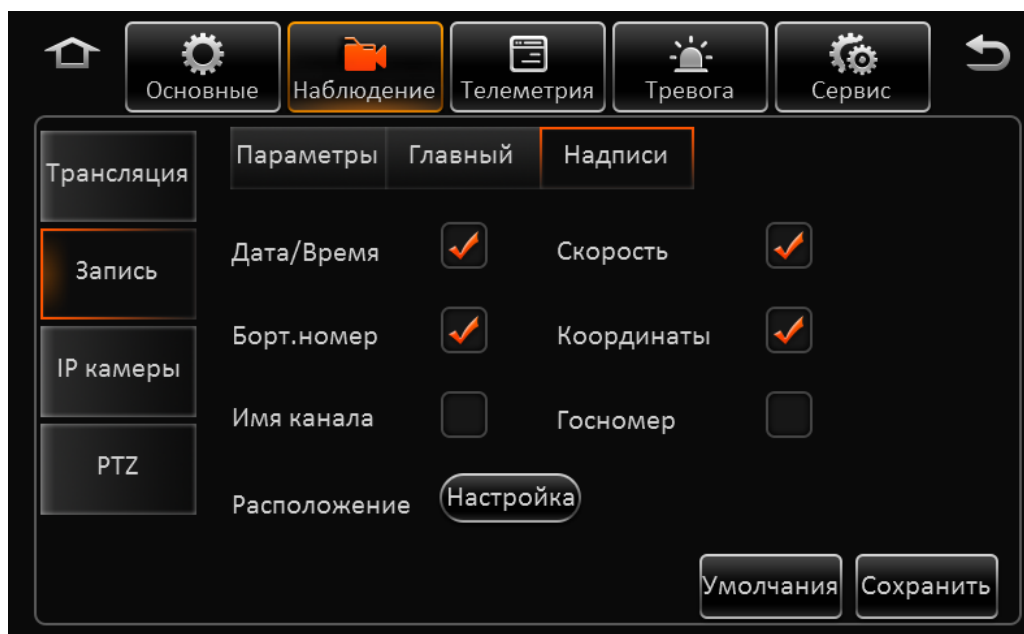 Основные
Наблюдение
Телеметрия
Тревога
Сервис
Трансляция
Запись
IP камеры
PTZ
Параметры
Главный
Надписи
Дата/Время
Скорость
Борт.номер
Координаты
Имя канала
Госномер
Расположение
Настройка
Умолчания
Сохранить